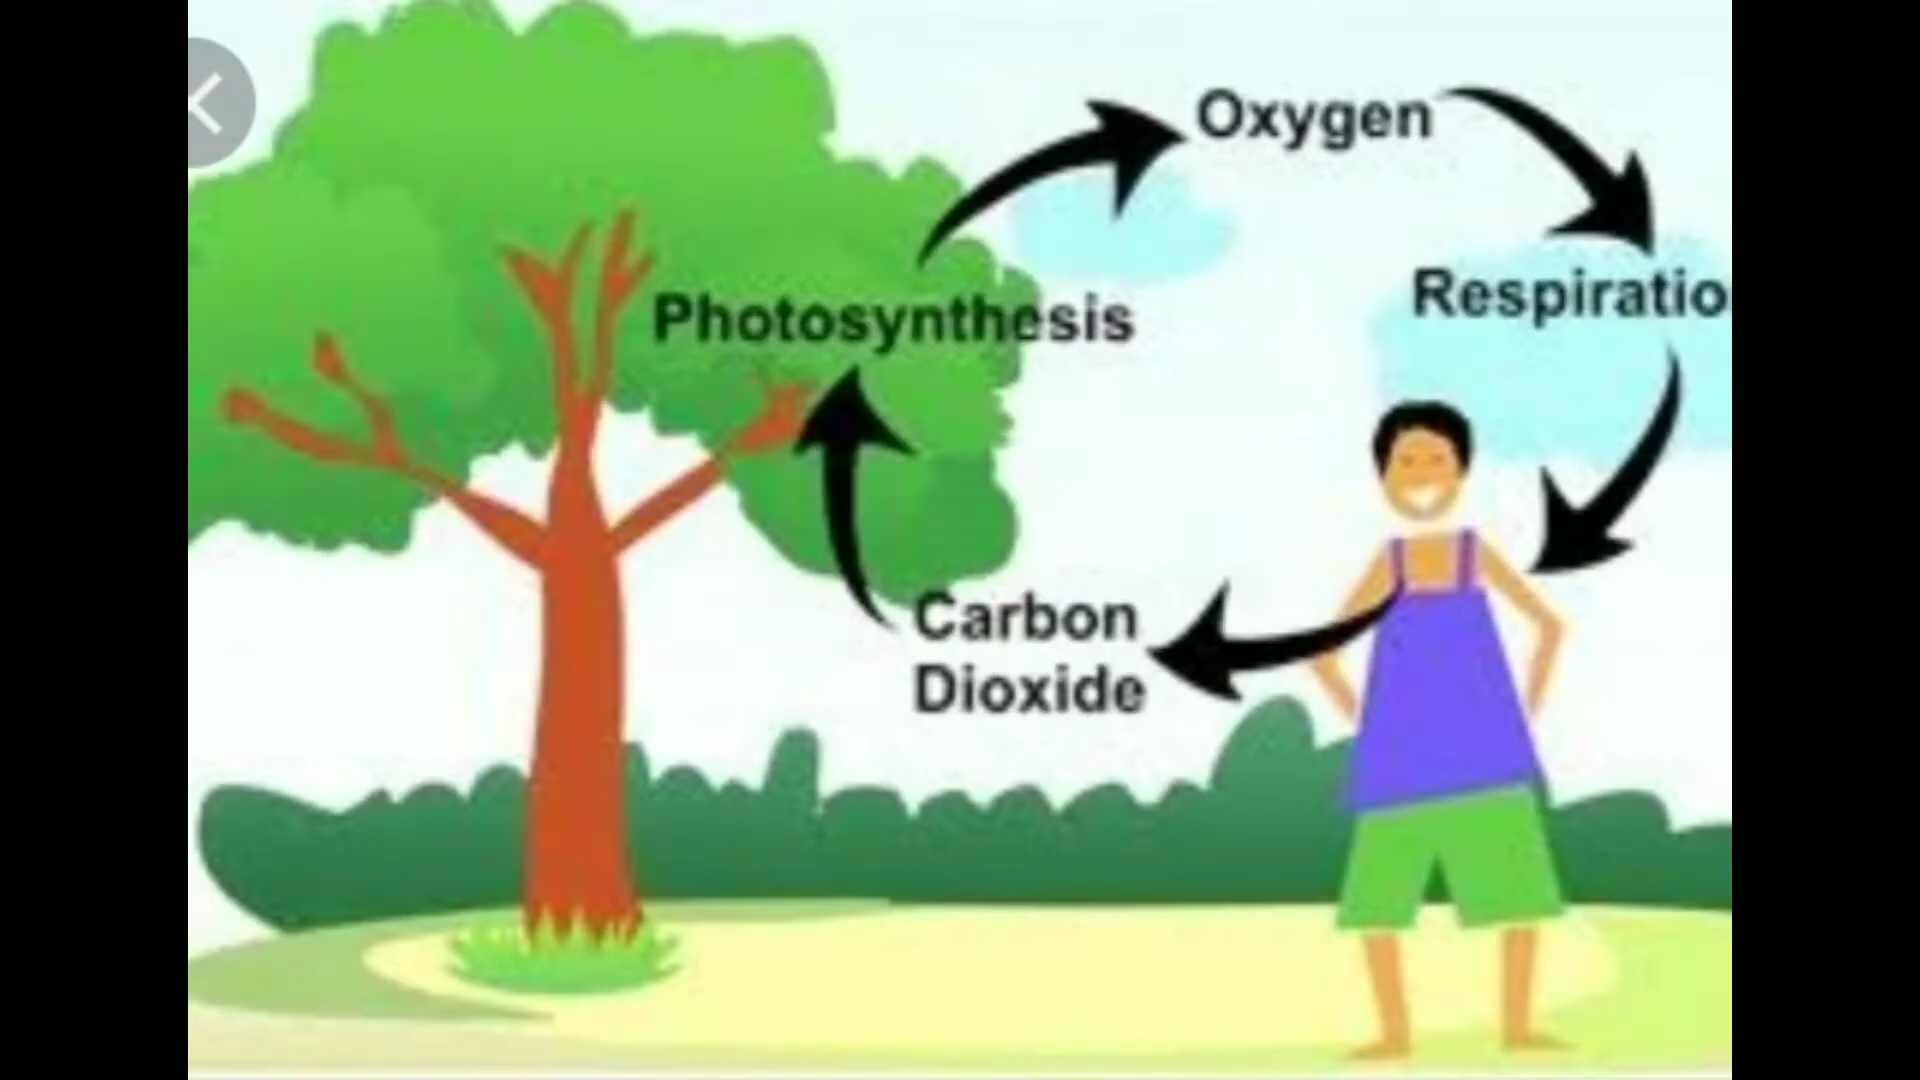 Oxygen
Respiratio
Photosynthesis
Carbon
Dioxide